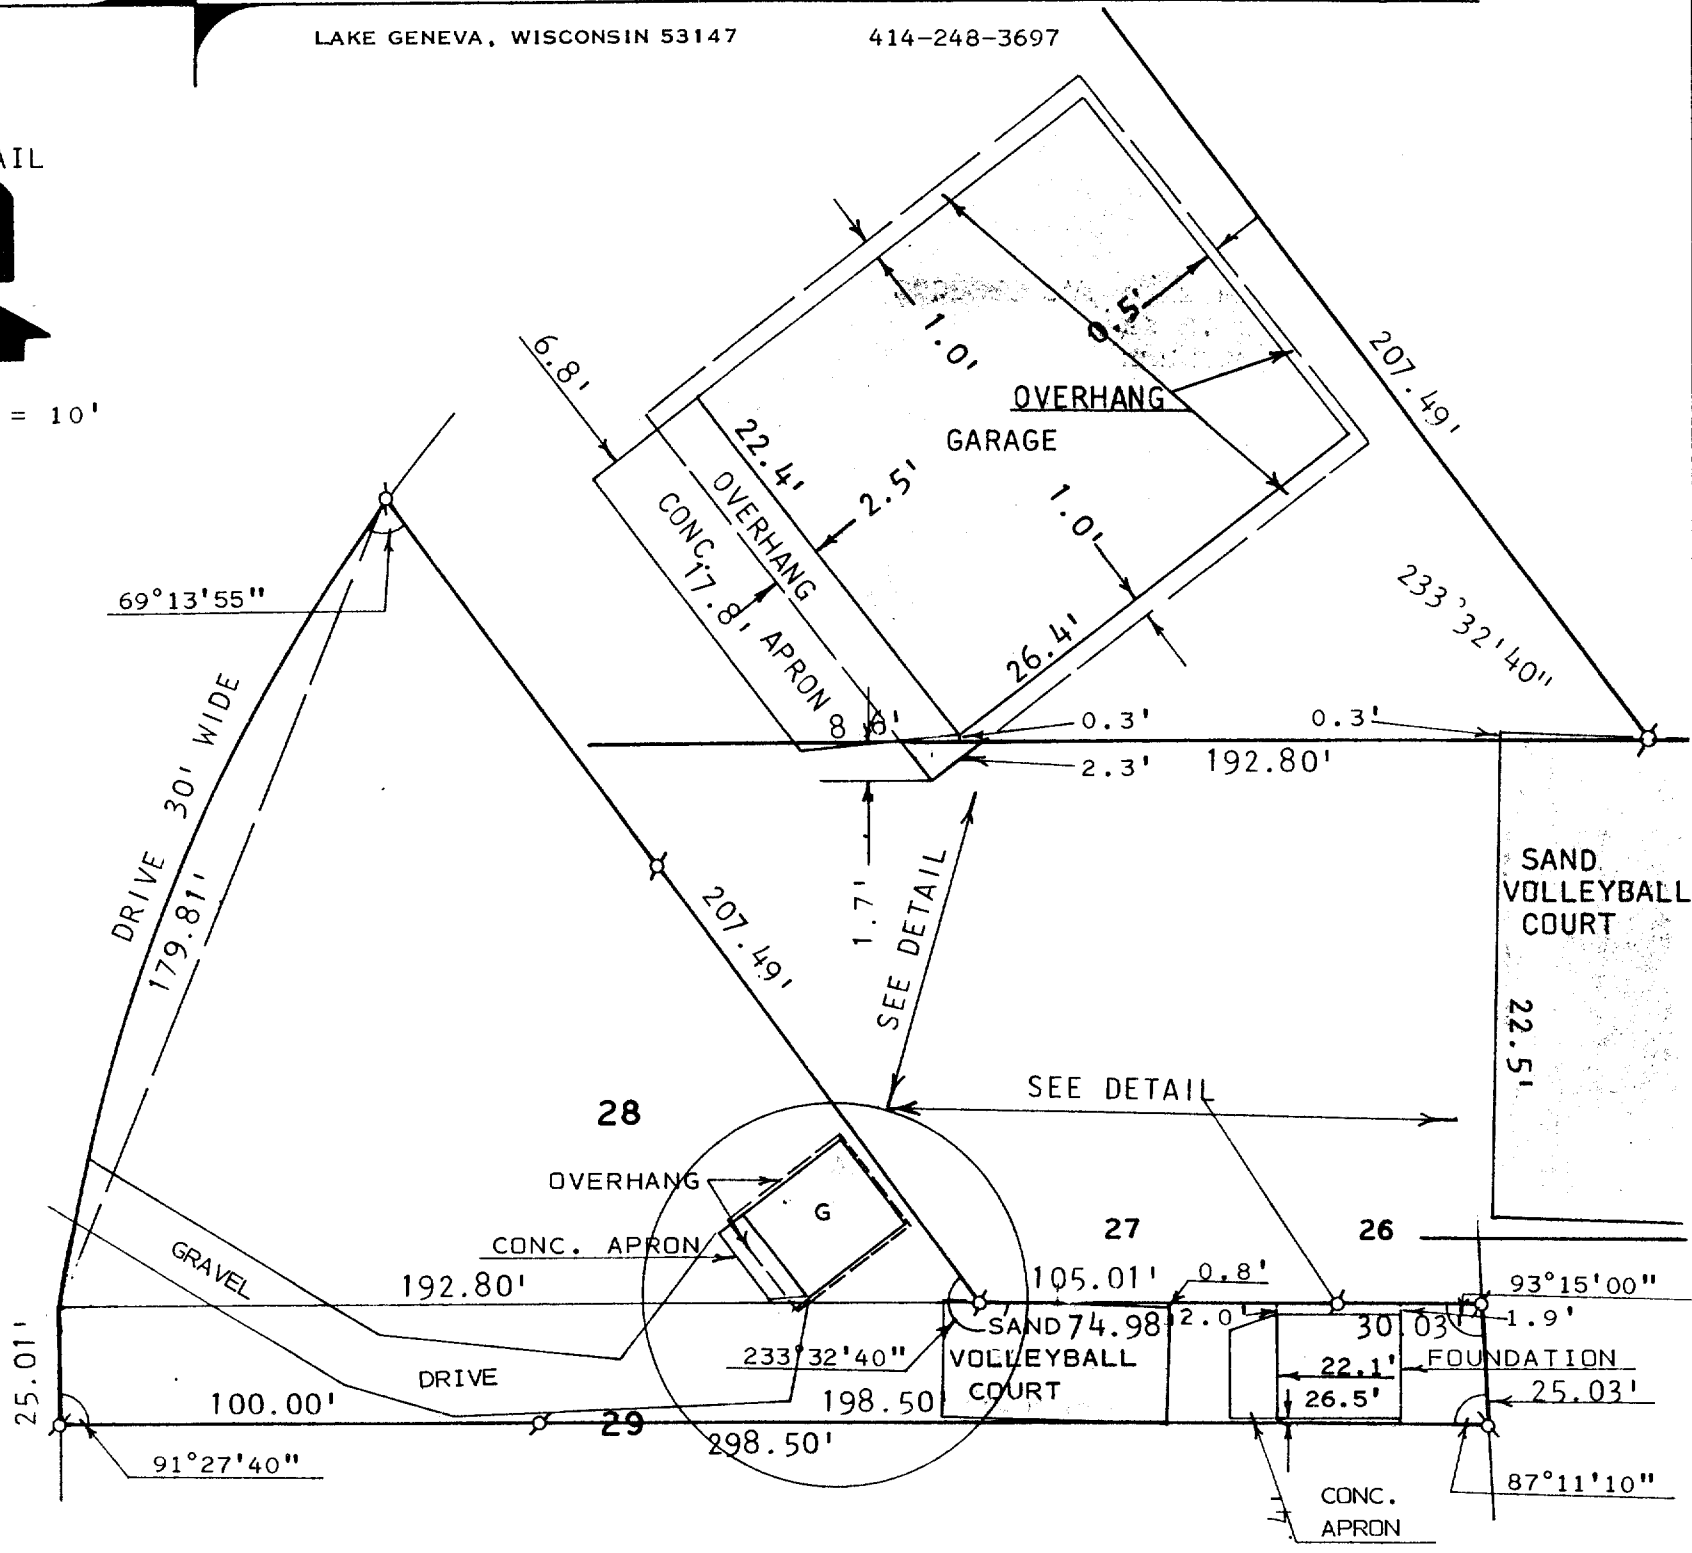 LAKE GENEVA, WISCONSIN 53147 414-248-3697
AIL
= 10'
6.8'
1.0'
0.5'
207.49'
OVERHANG
GARAGE
22.4'
2.5'
OVERHANG
CONC.
17.8'
APRON
1.0'
26.4'
233°32'40"
69°13'55"
8.6'
0.3'
0.3'
2.3'
192.80'
DRIVE 30' WIDE
179.81'
207.49'
1.7'
SEE DETAIL
SAND
VOLLEYBALL
COURT
22.5'
SEE DETAIL
28
OVERHANG
G
27
26
CONC. APRON
GRAVEL
192.80'
105.01'
0.8'
93°15'00"
25.01'
SAND
74.98'
2.0'
30.03'
1.9'
233°32'40"
VOLLEYBALL
COURT
22.1'
FOUNDATION
DRIVE
26.5'
25.03'
100.00'
198.50
29
298.50'
91°27'40"
87°11'10"
CONC.
APRON